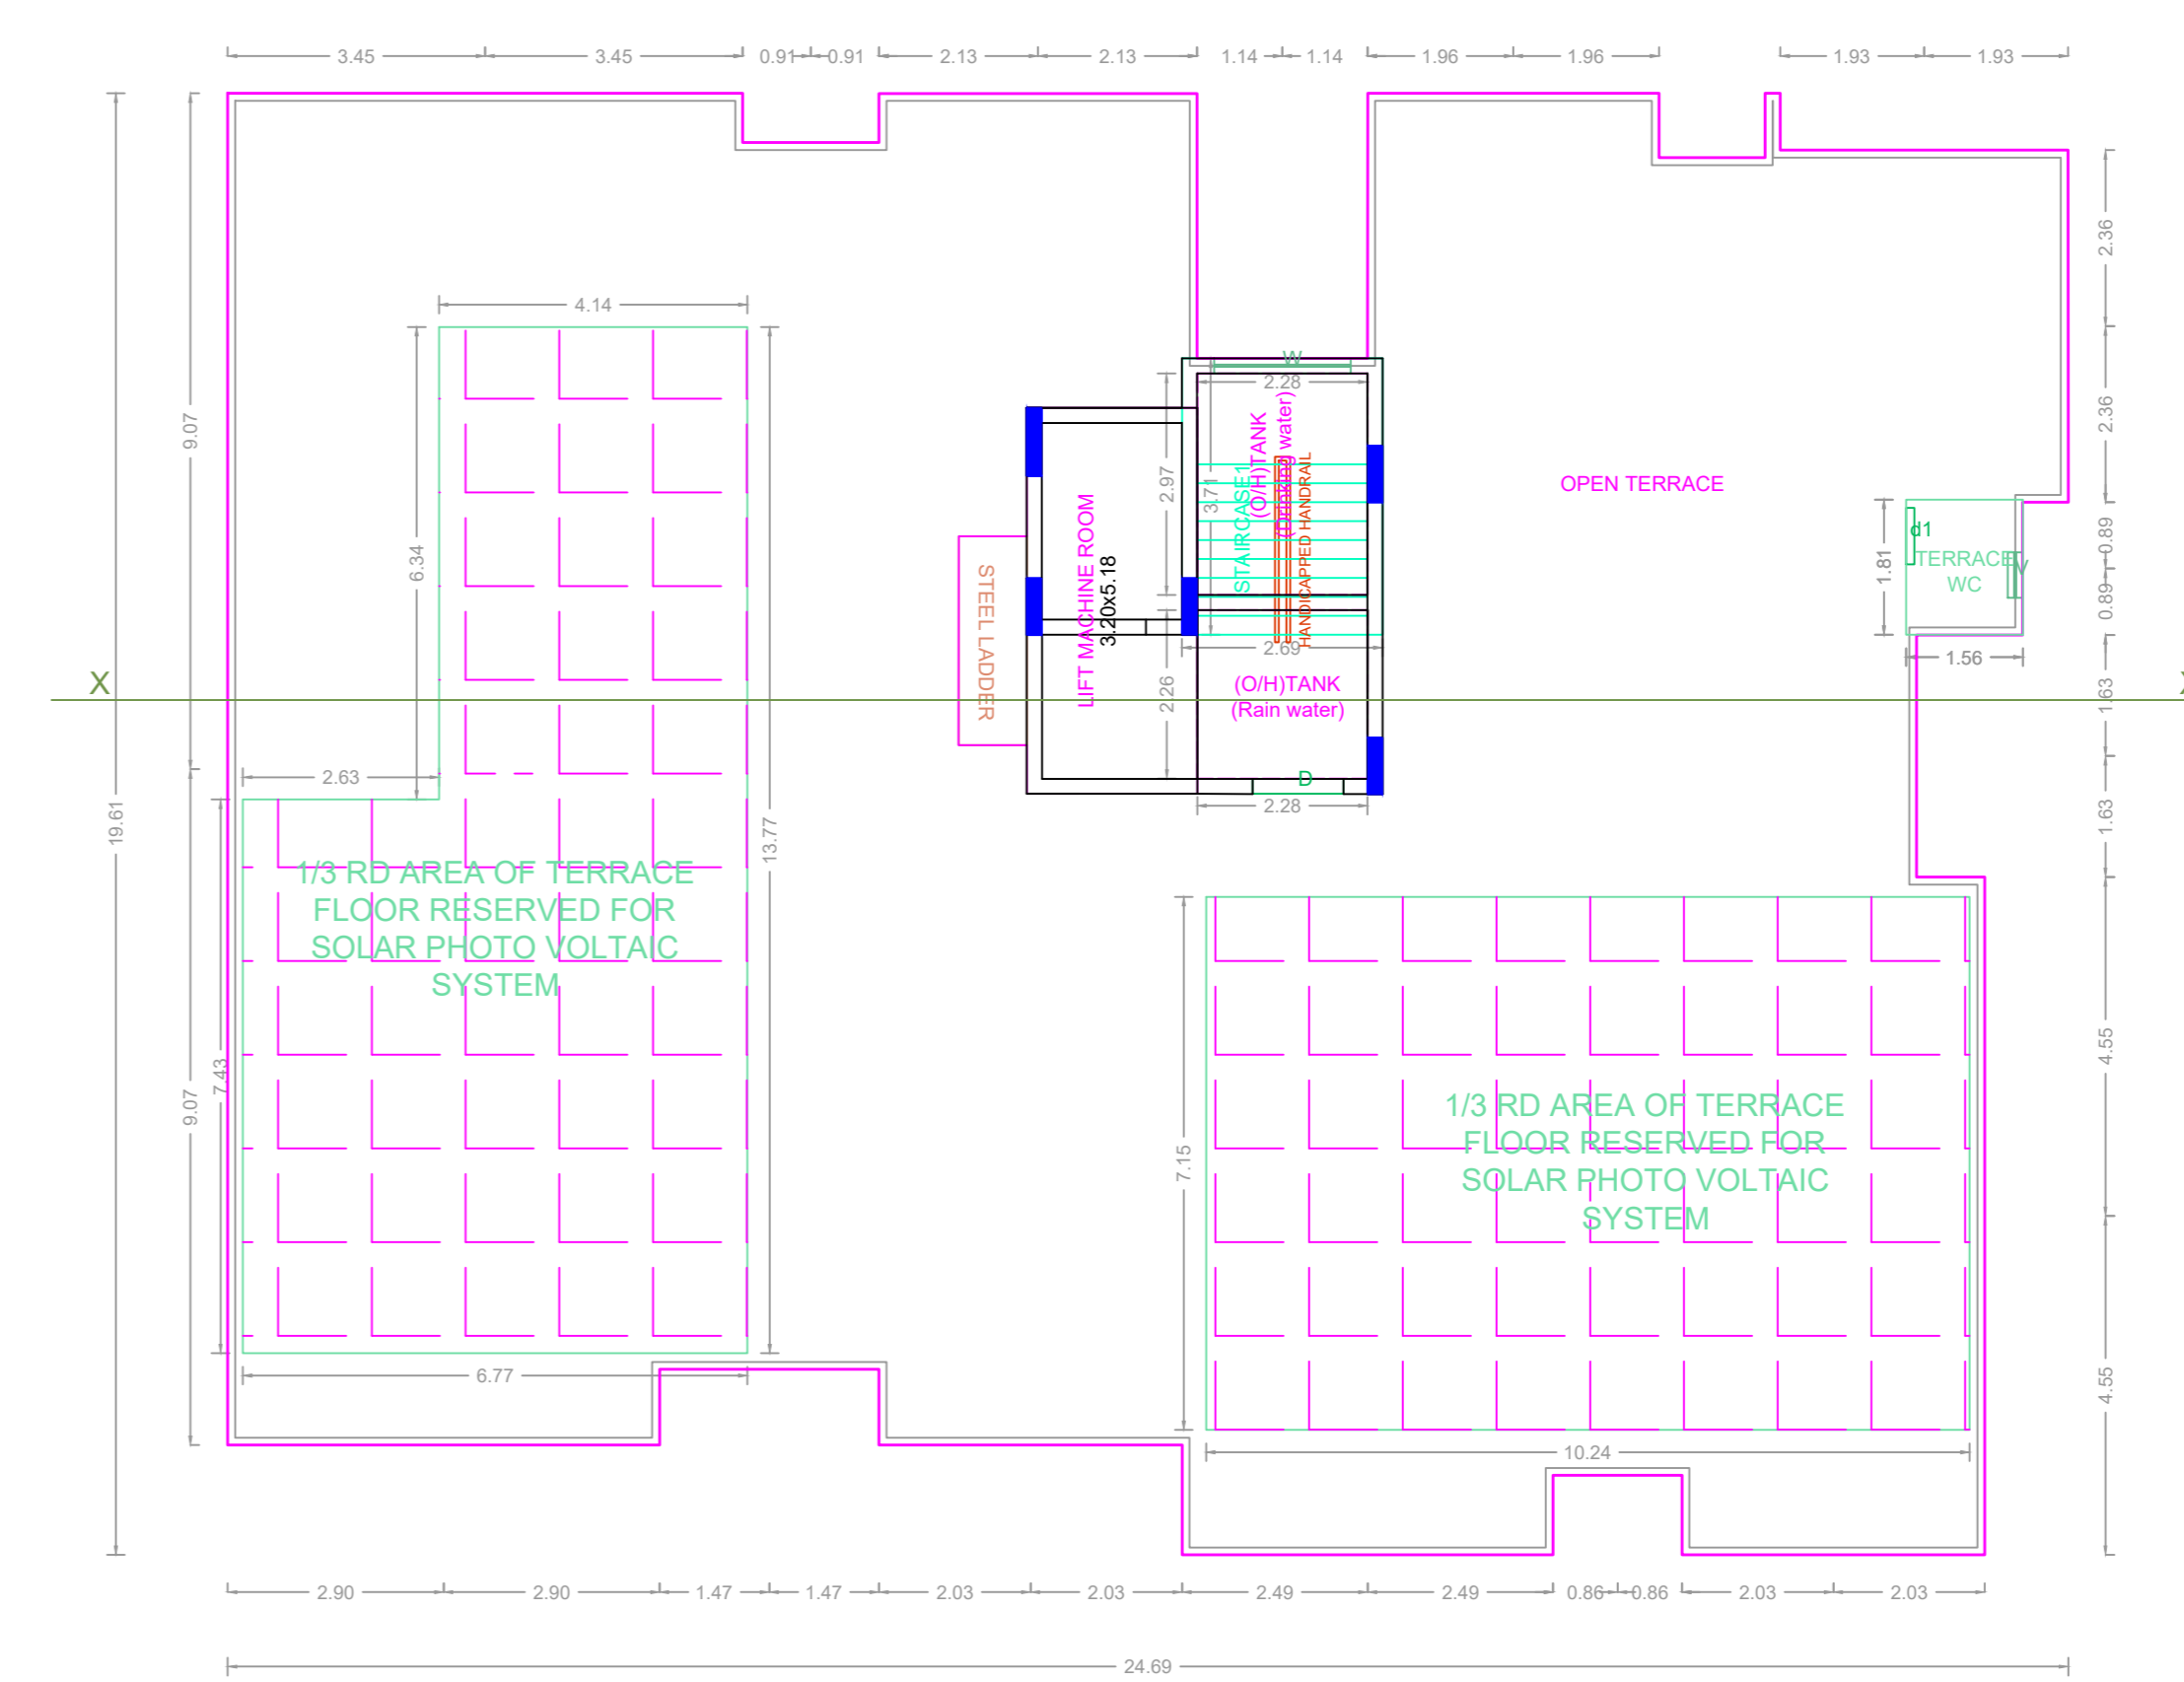 3.45 3.45 0.91 0.91 2.13 2.13 1.14 1.14 1.96 1.96 1.93 1.93
2.36
4.14
W
2.28
9.07
2.36
2.97
3.71
(O/H)TANK
(Drinking water)
STAIRCASE1
HANDICAPPED HANDRAIL
OPEN TERRACE
d1
TERRACE
WC
V
1.81
0.89
0.89
1.56
6.34
STEEL LADDER
LIFT MACHINE ROOM
3.20x5.18
2.69
2.26
(O/H)TANK
(Rain water)
X
1.63
2.63
D
2.28
1.63
19.61
13.77
1/3 RD AREA OF TERRACE
FLOOR RESERVED FOR
SOLAR PHOTO VOLTAIC
SYSTEM
7.43
9.07
4.55
7.15
1/3 RD AREA OF TERRACE
FLOOR RESERVED FOR
SOLAR PHOTO VOLTAIC
SYSTEM
6.77
4.55
10.24
2.90 2.90 1.47 1.47 2.03 2.03 2.49 2.49 0.86 0.86 2.03 2.03
24.69